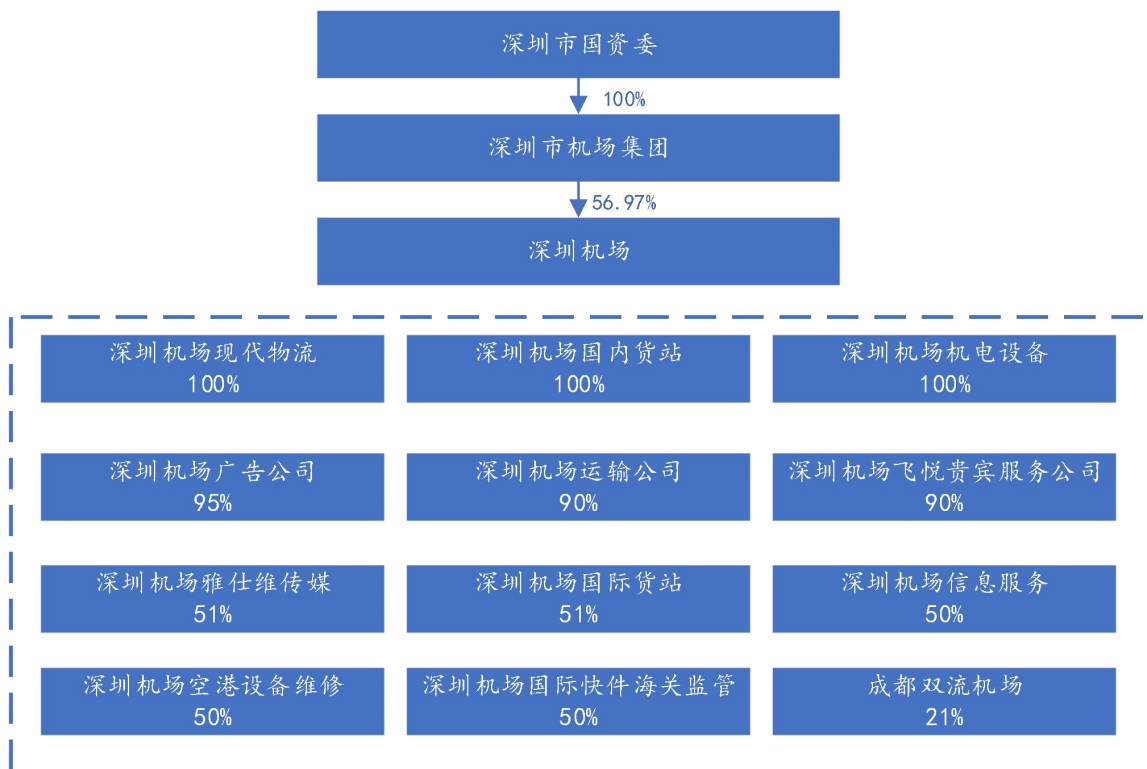 深圳市国资委
100%
深圳市机场集团
56.97%
深圳机场
深圳机场现代物流
100%
深圳机场国内货站
100%
深圳机场机电设备
100%
深圳机场广告公司
95%
深圳机场运输公司
90%
深圳机场飞悦贵宾服务公司
90%
深圳机场雅仕维传媒
51%
深圳机场国际货站
51%
深圳机场信息服务
50%
深圳机场空港设备维修
50%
深圳机场国际快件海关监管
50%
成都双流机场
21%